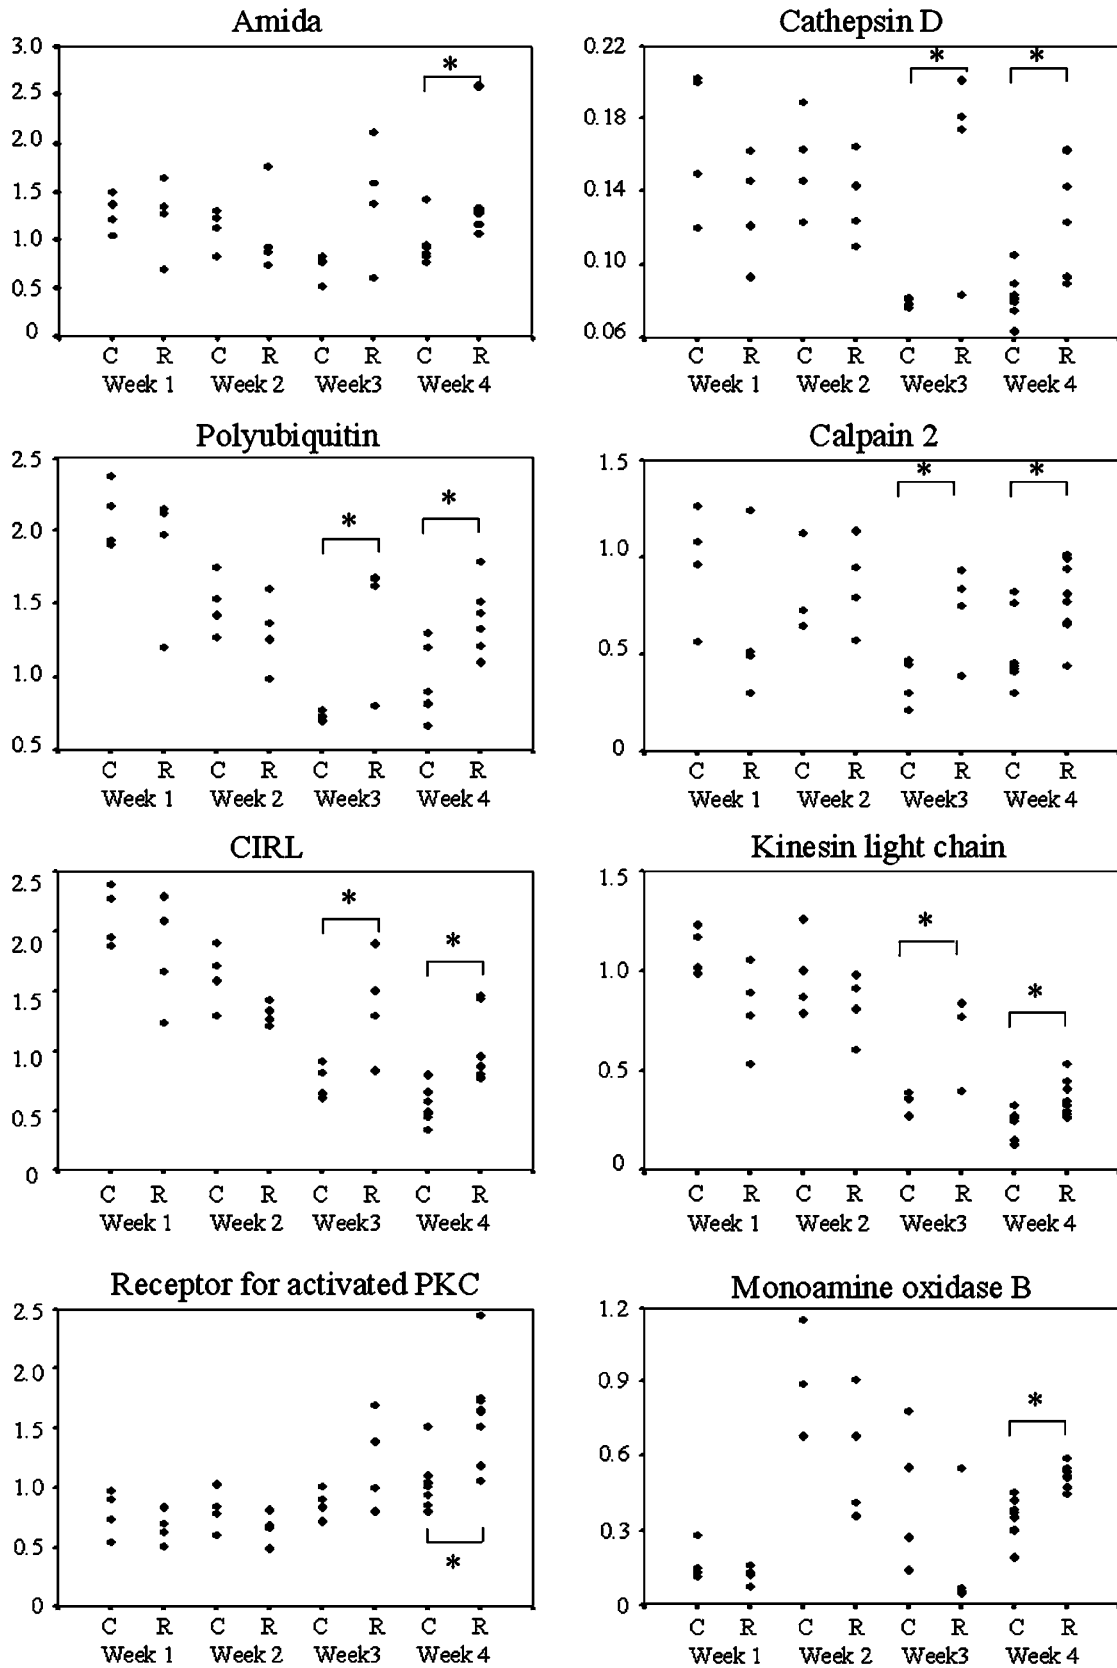 Amida
3.0
2.5
2.0
1.5
1.0
0.5
0
*
C R C R C R C R
Week 1 Week 2 Week3 Week 4
Cathepsin D
0.22
0.18
0.14
0.10
0.06
* *
C R C R C R C R
Week 1 Week 2 Week3 Week 4
Polyubiquitin
2.5
2.0
1.5
1.0
0.5
* *
C R C R C R C R
Week 1 Week 2 Week3 Week 4
Calpain 2
1.5
1.0
0.5
0
* *
C R C R C R C R
Week 1 Week 2 Week3 Week 4
CIRL
2.5
2.0
1.5
1.0
0.5
0
* *
C R C R C R C R
Week 1 Week 2 Week3 Week 4
Kinesin light chain
1.5
1.0
0.5
0
* *
C R C R C R C R
Week 1 Week 2 Week3 Week 4
Receptor for activated PKC
2.5
2.0
1.5
1.0
0.5
0
*
C R C R C R C R
Week 1 Week 2 Week3 Week 4
Monoamine oxidase B
1.2
0.9
0.6
0.3
0
*
C R C R C R C R
Week 1 Week 2 Week3 Week 4